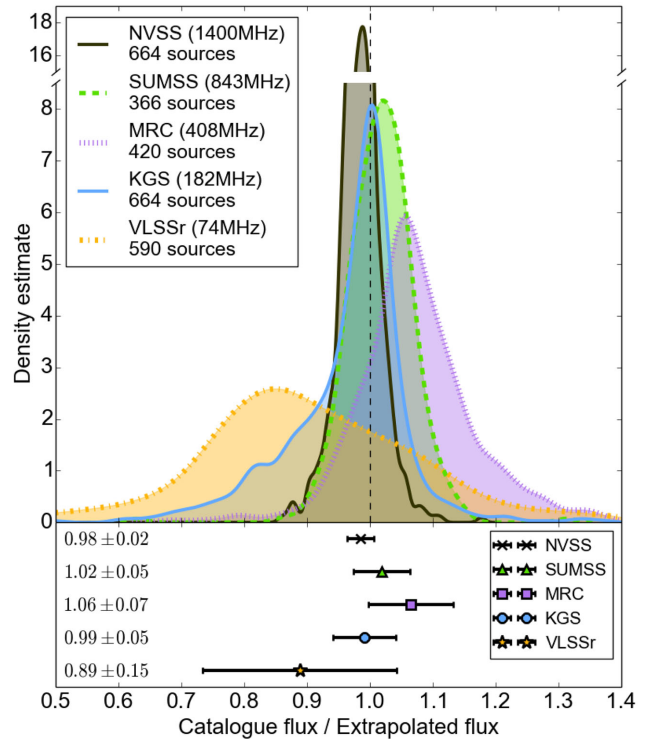 18
16
8
7
6
5
4
3
2
1
0
Density estimate
NVSS (1400MHz)
664 sources
SUMSS (843MHz)
366 sources
MRC (408MHz)
420 sources
KGS (182MHz)
664 sources
VLSSr (74MHz)
590 sources
0.98 ±0.02
1.02 ±0.05
1.06 ±0.07
0.99 ±0.05
0.89 ±0.15
NVSS
SUMSS
MRC
KGS
VLSSr
0.5 0.6 0.7 0.8 0.9 1.0 1.1 1.2 1.3 1.4
Catalogue flux / Extrapolated flux